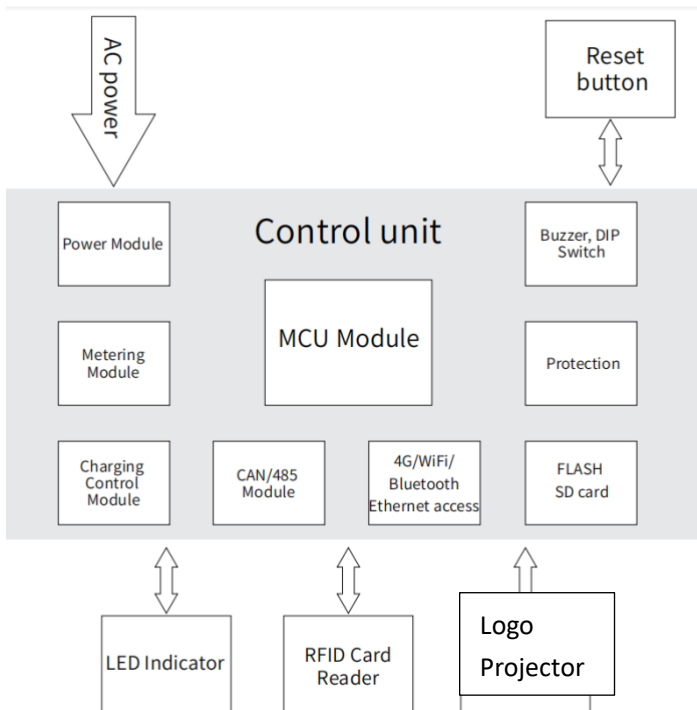 AC power
Reset
button
Control unit
Power Module
Buzzer, DIP
Switch
MCU Module
Metering
Module
Protection
Charging
Control
Module
CAN/485
Module
4G/WiFi/
Bluetooth
Ethernet access
FLASH
SD card
LED Indicator
RFID Card
Reader
Logo
Projector